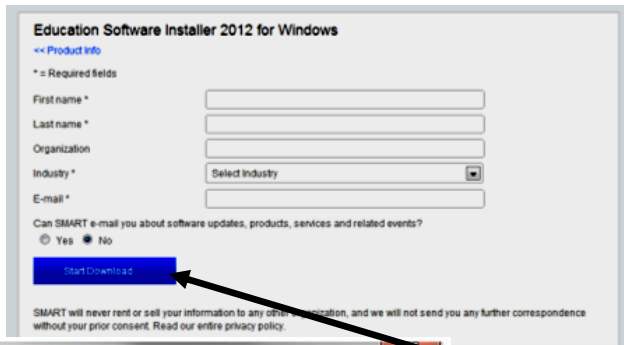 Education Software Installer 2012 for Windows
<< Product Info
* = Required fields
First name *
Last name *
Organization
Industry *
Select Industry
E-mail *
Can SMART e-mail you about software updates, products, services and related events?
Yes No
Start Download
SMART will never rent or sell your information to any other organization, and we will not send you any further correspondence
without your prior consent. Read our entire privacy policy.